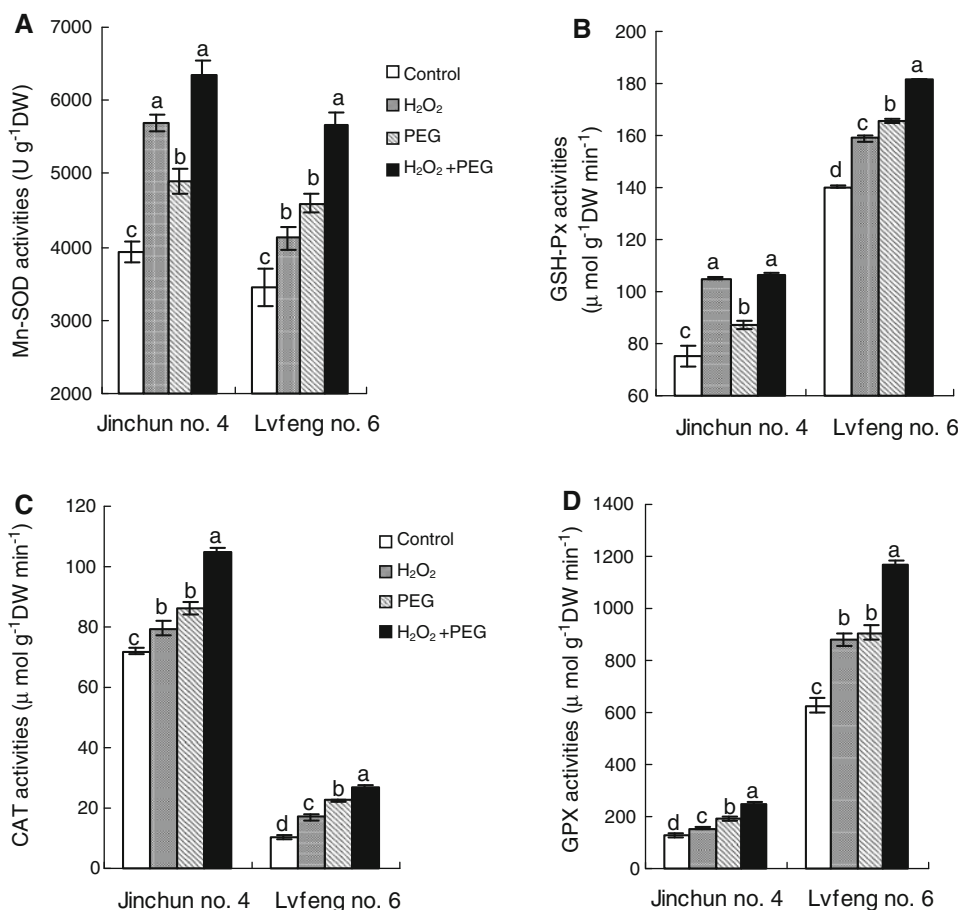 A
Mn-SOD activities (U g⁻¹DW)
7000
6000
5000
4000
3000
2000
c
a
b
a
c
b
b
a
Jinchun no. 4
Lvfeng no. 6
Control
H₂O₂
PEG
H₂O₂+PEG
B
GSH-Px activities
(μ mol g⁻¹DW min⁻¹)
200
180
160
140
120
100
80
60
c
a
b
a
d
c
b
a
Jinchun no. 4
Lvfeng no. 6
C
CAT activities (μ mol g⁻¹DW min⁻¹)
120
100
80
60
40
20
0
c
b
b
a
d
c
b
a
Jinchun no. 4
Lvfeng no. 6
Control
H₂O₂
PEG
H₂O₂+PEG
D
GPX activities (μ mol g⁻¹DW min⁻¹)
1400
1200
1000
800
600
400
200
0
d
c
b
a
c
b
b
a
Jinchun no. 4
Lvfeng no. 6